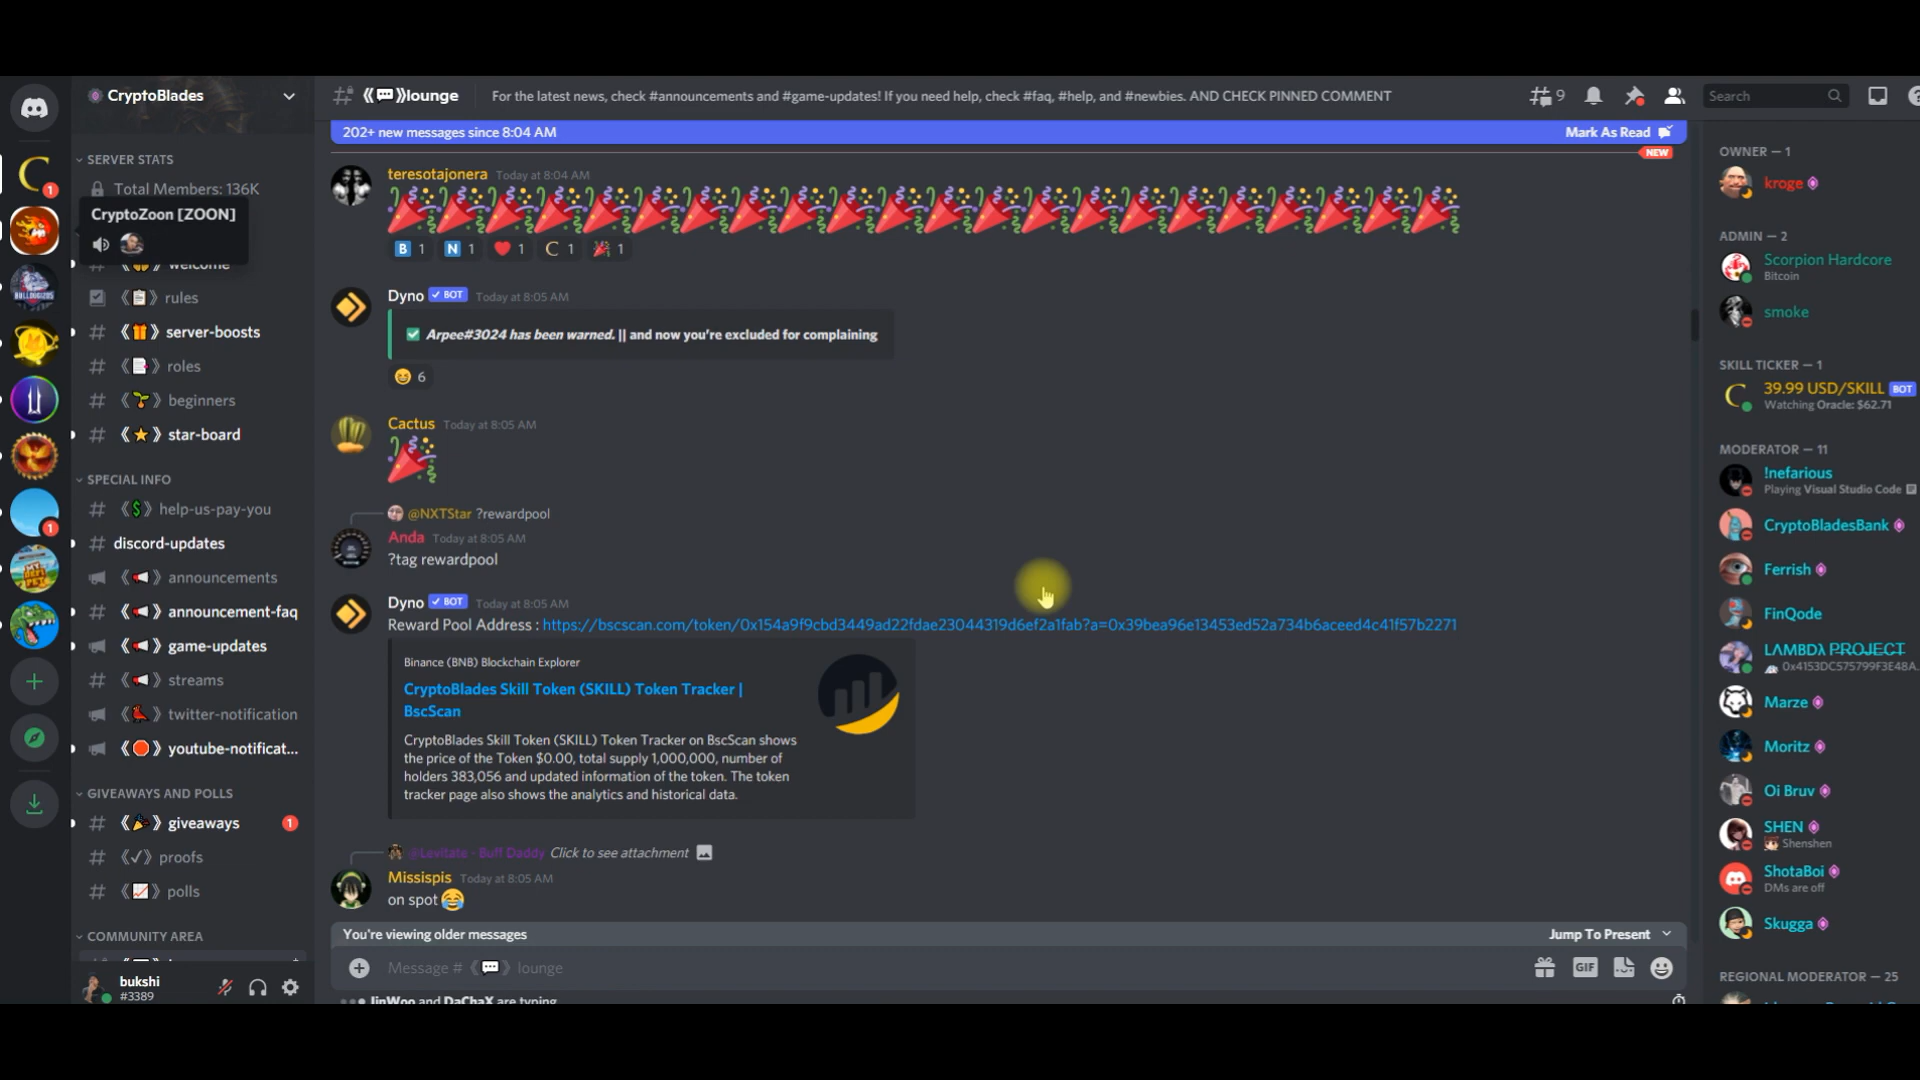 CryptoBlades
SERVER STATS
Total Members: 136K
CryptoZoon [ZOON]
welcome
rules
server-boosts
roles
beginners
star-board
SPECIAL INFO
help-us-pay-you
discord-updates
announcements
announcement-faq
game-updates
streams
twitter-notification
youtube-notificat...
GIVEAWAYS AND POLLS
giveaways 1
proofs
polls
COMMUNITY AREA
bukshi
#3389
lounge
For the latest news, check #announcements and #game-updates! If you need help, check #faq, #help, and #newbies. AND CHECK PINNED COMMENT
9
Search
202+ new messages since 8:04 AM
Mark As Read
NEW
teresotajonera Today at 8:04 AM
B 1 N 1 1 C 1 1
Dyno BOT Today at 8:05 AM
Arpee#3024 has been warned. || and now you're excluded for complaining
6
Cactus Today at 8:05 AM
@NXTStar ?rewardpool
Anda Today at 8:05 AM
?tag rewardpool
Dyno BOT Today at 8:05 AM
Reward Pool Address : https://bscscan.com/token/0x154a9f9cbd3449ad22fdae23044319d6ef2a1fab?a=0x39bea96e13453ed52a734b6aceed4c41f57b2271
Binance (BNB) Blockchain Explorer
CryptoBlades Skill Token (SKILL) Token Tracker |
BscScan
CryptoBlades Skill Token (SKILL) Token Tracker on BscScan shows
the price of the Token $0.00, total supply 1,000,000, number of
holders 383,056 and updated information of the token. The token
tracker page also shows the analytics and historical data.
@Levitate - Buff Daddy Click to see attachment
Missispis Today at 8:05 AM
on spot
You're viewing older messages
Jump To Present
Message # lounge
GIF
JinWoo and DaChaX are typing
OWNER — 1
kroge
ADMIN — 2
Scorpion Hardcore
Bitcoin
smoke
SKILL TICKER — 1
39.99 USD/SKILL BOT
Watching Oracle: $62.71
MODERATOR — 11
!nefarious
Playing Visual Studio Code
CryptoBladesBank
Ferrish
FinQode
LΛMBDλ PROJECT
0x4153DC575799F3E48A...
Marze
Moritz
Oi Bruv
SHEN
Shenshen
ShotaBoi
DMs are off
Skugga
REGIONAL MODERATOR — 25